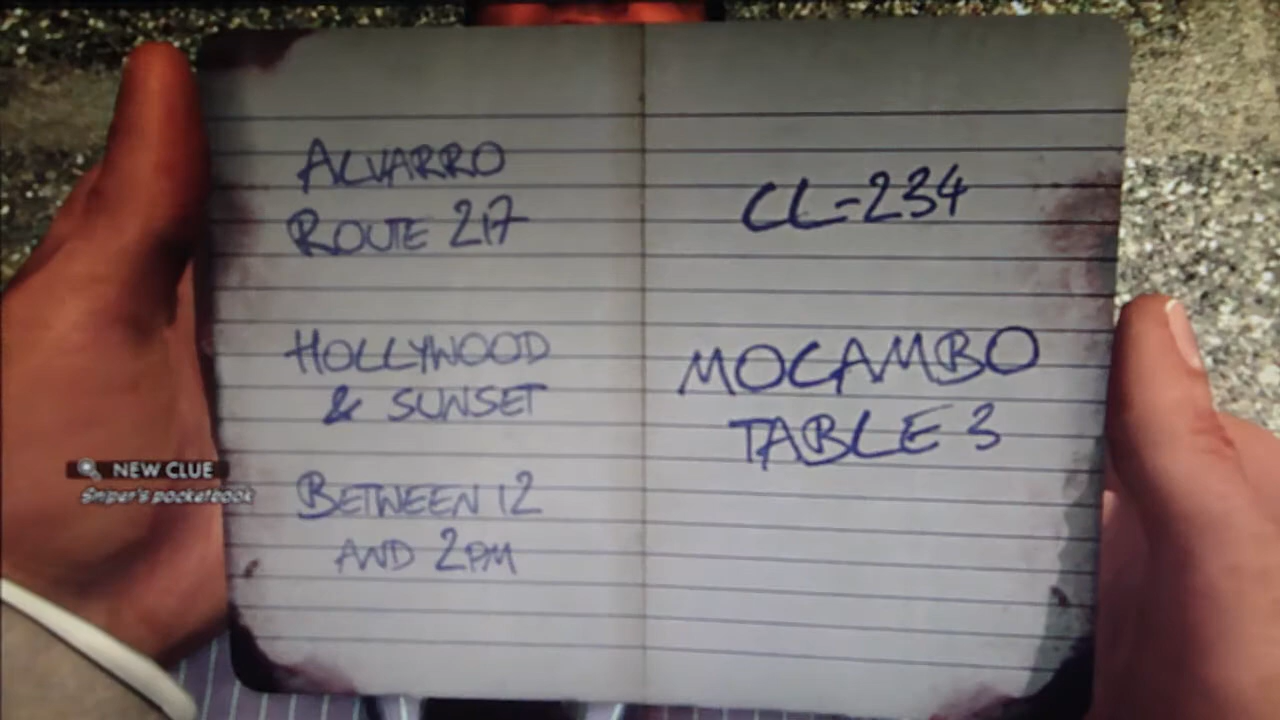 ALVARRO
ROUTE 217
HOLLYWOOD
& SUNSET
BETWEEN 12
AND 2PM
CL-234
MOCAMBO
TABLE 3
NEW CLUE
Sniper's pocketbook